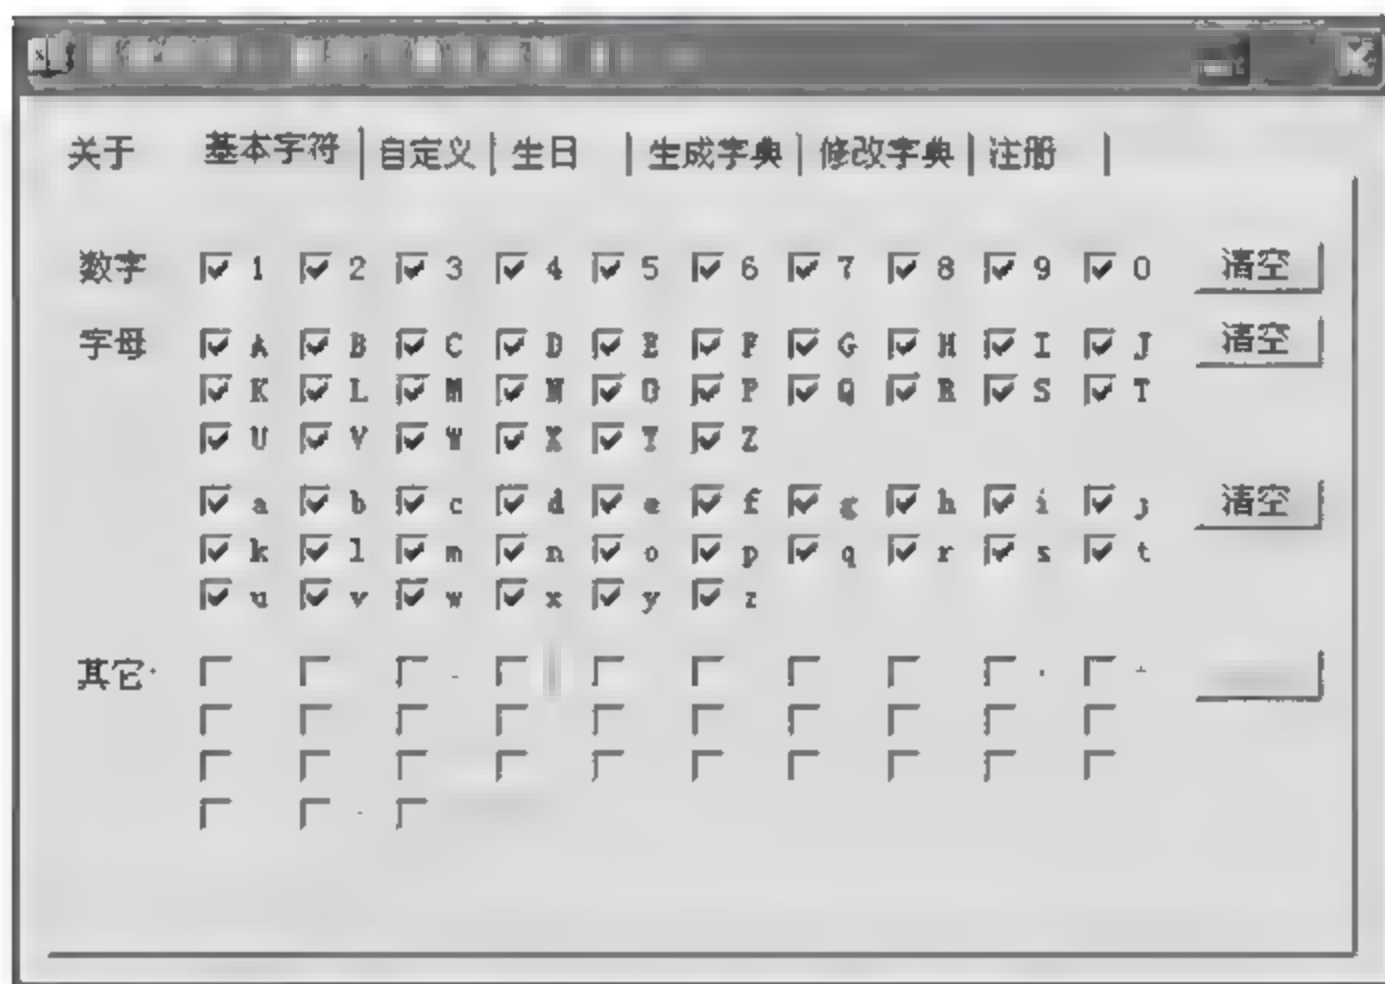 关于 基本字符 自定义 生日 生成字典 修改字典 注册
数字 1 2 3 4 5 6 7 8 9 0 清空
字母 A B C D E F G H I J 清空
K L M N O P Q R S T
U V W X Y Z
a b c d e f g h i j 清空
k l m n o p q r s t
u v w x y z
其它